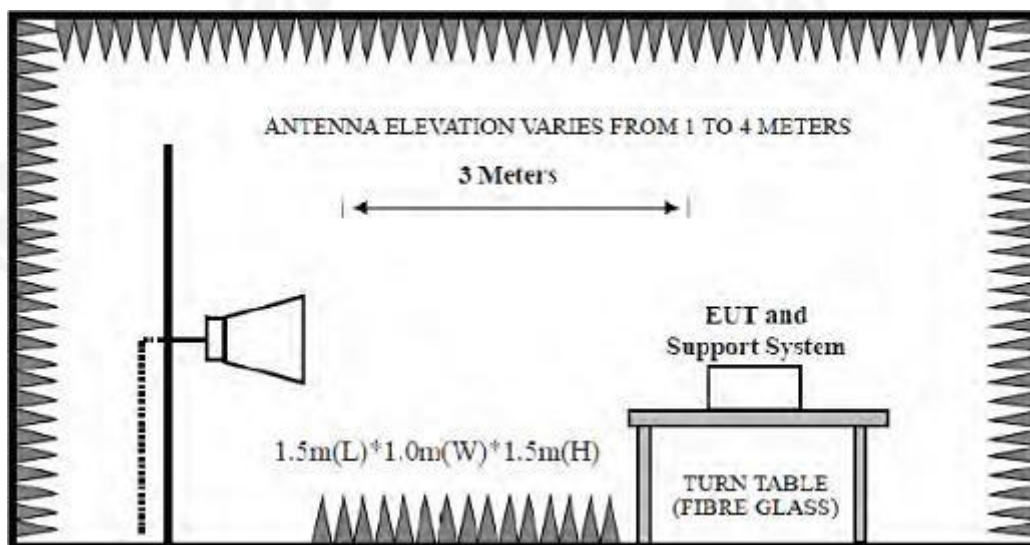 ANTENNA ELEVATION VARIES FROM 1 TO 4 METERS
3 Meters
EUT and
Support System
1.5m(L)*1.0m(W)*1.5m(H)
TURN TABLE
(FIBRE GLASS)